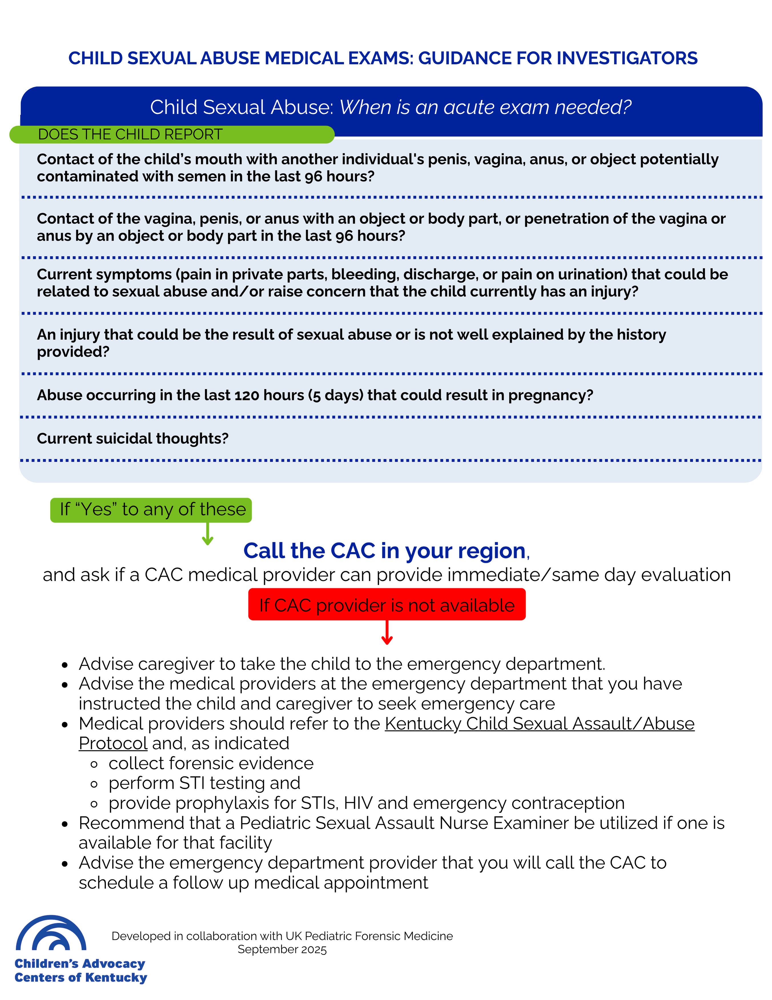 CHILD SEXUAL ABUSE MEDICAL EXAMS: GUIDANCE FOR INVESTIGATORS
Child Sexual Abuse: When is an acute exam needed?
DOES THE CHILD REPORT
Contact of the child’s mouth with another individual's penis, vagina, anus, or object potentially
contaminated with semen in the last 96 hours?
Contact of the vagina, penis, or anus with an object or body part, or penetration of the vagina or
anus by an object or body part in the last 96 hours?
Current symptoms (pain in private parts, bleeding, discharge, or pain on urination) that could be
related to sexual abuse and/or raise concern that the child currently has an injury?
An injury that could be the result of sexual abuse or is not well explained by the history
provided?
Abuse occurring in the last 120 hours (5 days) that could result in pregnancy?
Current suicidal thoughts?
If “Yes” to any of these
Call the CAC in your region,
and ask if a CAC medical provider can provide immediate/same day evaluation
If CAC provider is not available
• Advise caregiver to take the child to the emergency department.
• Advise the medical providers at the emergency department that you have
instructed the child and caregiver to seek emergency care
• Medical providers should refer to the Kentucky Child Sexual Assault/Abuse
Protocol and, as indicated
◦ collect forensic evidence
◦ perform STI testing and
◦ provide prophylaxis for STIs, HIV and emergency contraception
• Recommend that a Pediatric Sexual Assault Nurse Examiner be utilized if one is
available for that facility
• Advise the emergency department provider that you will call the CAC to
schedule a follow up medical appointment
Developed in collaboration with UK Pediatric Forensic Medicine
September 2025
Children’s Advocacy
Centers of Kentucky